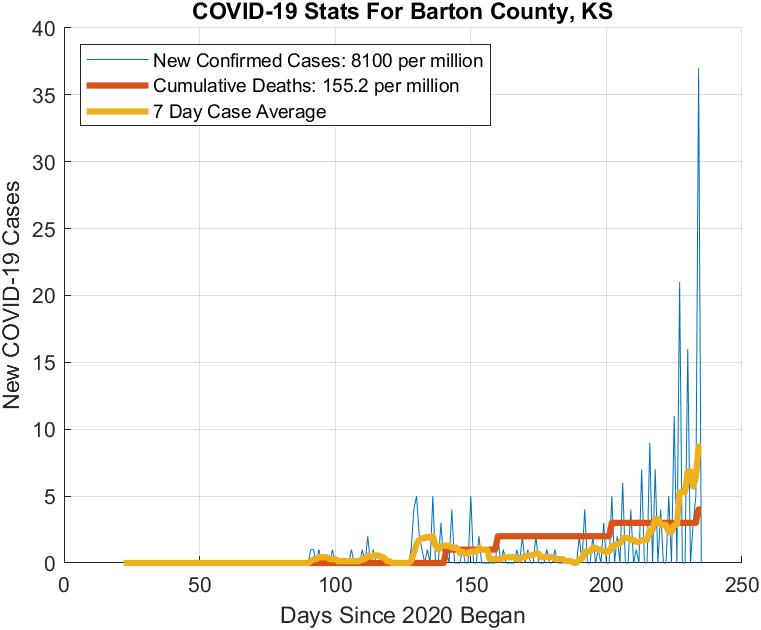 COVID-19 Stats For Barton County, KS
New Confirmed Cases: 8100 per million
Cumulative Deaths: 155.2 per million
7 Day Case Average
New COVID-19 Cases
40
35
30
25
20
15
10
5
0
0 50 100 150 200 250
Days Since 2020 Began